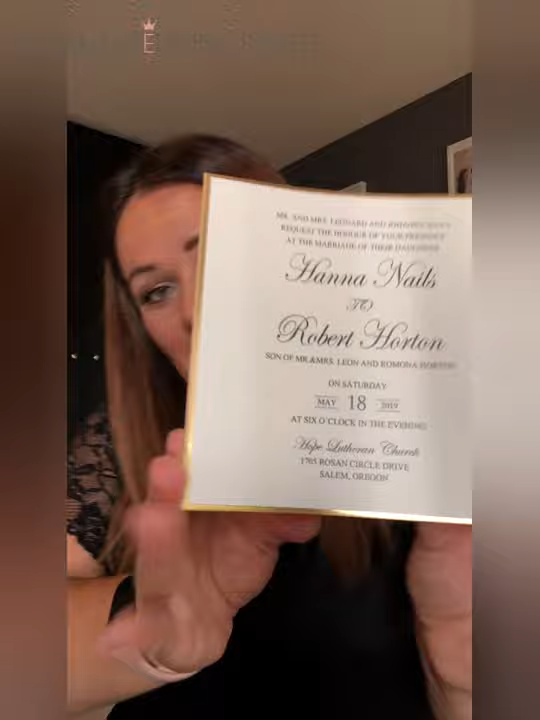 MR. AND MRS. LEONARD AND
REQUEST THE HONOUR OF YOUR PRESENCE
AT THE MARRIAGE OF THEIR DAUGHTER
Hanna Nails
TO
Robert Horton
SON OF MR.&MRS. LEON AND ROMONA HORTON
ON SATURDAY
MAY 18 2019
AT SIX O'CLOCK IN THE EVENING
Hope Lutheran Church
1705 ROSAN CIRCLE DRIVE
SALEM, OREGON